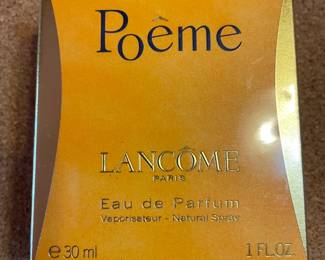 Poême
LANCÔME
PARIS
Eau de Parfum
Vaporisateur - Natural Spray
℮ 30 ml 1 FL.OZ.